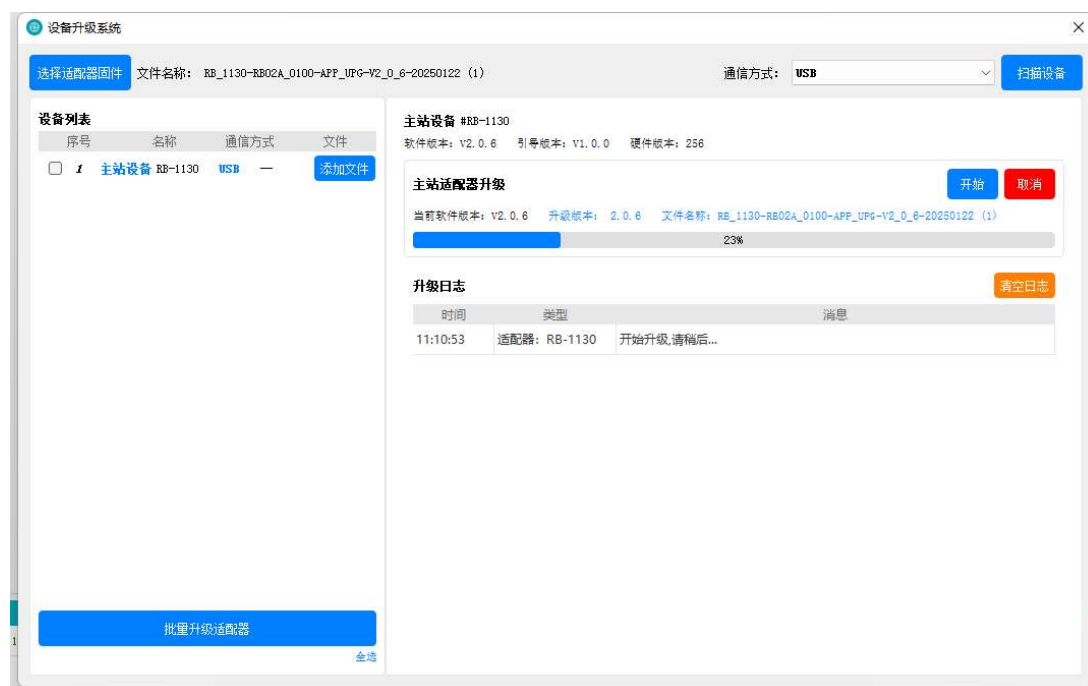 设备升级系统
选择适配器固件 文件名称： RB_1130-RB02A_0100-APP_UPG-V2_0_6-20250122 (1) 通信方式： USB 扫描设备
设备列表
序号 名称 通信方式 文件
1 主站设备 RB-1130 USB — 添加文件
批量升级适配器
全选
主站设备 #RB-1130
软件版本：V2.0.6 引导版本：V1.0.0 硬件版本：256
主站适配器升级 开始 取消
当前软件版本：V2.0.6 升级版本： 2.0.6 文件名称：RB_1130-RB02A_0100-APP_UPG-V2_0_6-20250122 (1)
23%
升级日志 清空日志
时间 类型 消息
11:10:53 适配器：RB-1130 开始升级,请稍后...
1